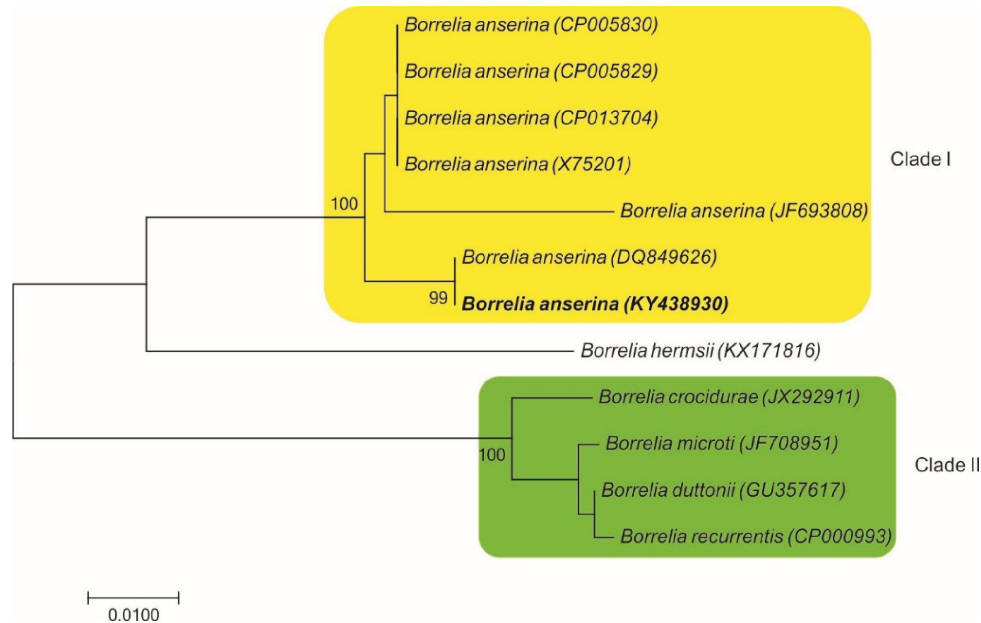 Borrelia anserina (CP005830)
Borrelia anserina (CP005829)
Borrelia anserina (CP013704)
Clade I
Borrelia anserina (X75201)
100
Borrelia anserina (JF693808)
Borrelia anserina (DQ849626)
99
Borrelia anserina (KY438930)
Borrelia hermsii (KX171816)
Borrelia crocidurae (JX292911)
100
Borrelia microti (JF708951)
Clade II
Borrelia duttonii (GU357617)
Borrelia recurrentis (CP000993)
0.0100